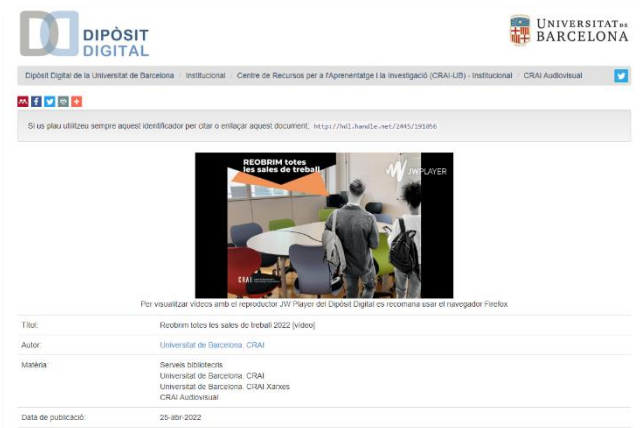 DIPÒSIT
DIGITAL
UNIVERSITAT DE
BARCELONA
Dipòsit Digital de la Universitat de Barcelona / Institucional / Centre de Recursos per a l'Aprenentatge i la Investigació (CRAI-UB) - Institucional / CRAI Audiovisual
Si us plau utilitzeu sempre aquest identificador per citar o enllaçar aquest document: http://hdl.handle.net/2445/191056
REOBRIM totes
les sales de treball
JWPLAYER
CRAI
Per visualitzar vídeos amb el reproductor JW Player del Dipòsit Digital es recomana usar el navegador Firefox
Títol: Reobrim totes les sales de treball 2022 [vídeo]
Autor: Universitat de Barcelona. CRAI
Matèria: Serveis bibliotecris
Universitat de Barcelona. CRAI
Universitat de Barcelona. CRAI Xarxes
CRAI Audiovisual
Data de publicació: 25-abr-2022